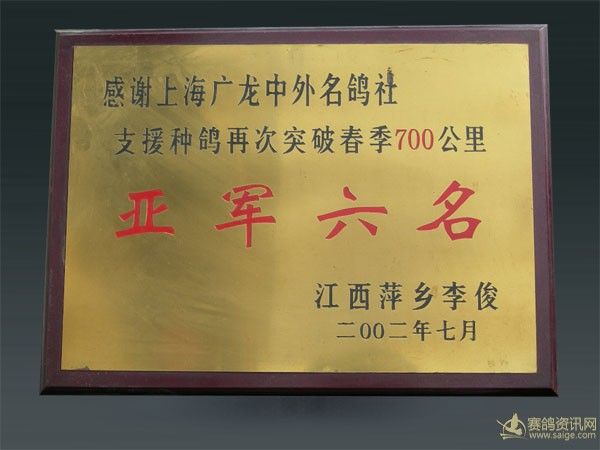 感谢上海广龙中外名鸽社
支援种鸽再次突破春季700公里
亚军六名
江西萍乡李俊
二00二年七月
赛鸽资讯网
www.saige.com